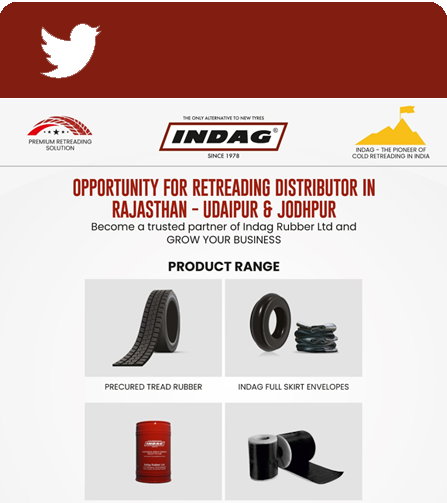 THE ONLY ALTERNATIVE TO NEW TYRES
INDAG®
SINCE 1978
PREMIUM RETREADING
SOLUTION
INDAG – THE PIONEER OF
COLD RETREADING IN INDIA
OPPORTUNITY FOR RETREADING DISTRIBUTOR IN
RAJASTHAN - UDAIPUR & JODHPUR
Become a trusted partner of Indag Rubber Ltd and
GROW YOUR BUSINESS
PRODUCT RANGE
PRECURED TREAD RUBBER
INDAG FULL SKIRT ENVELOPES
INDAG